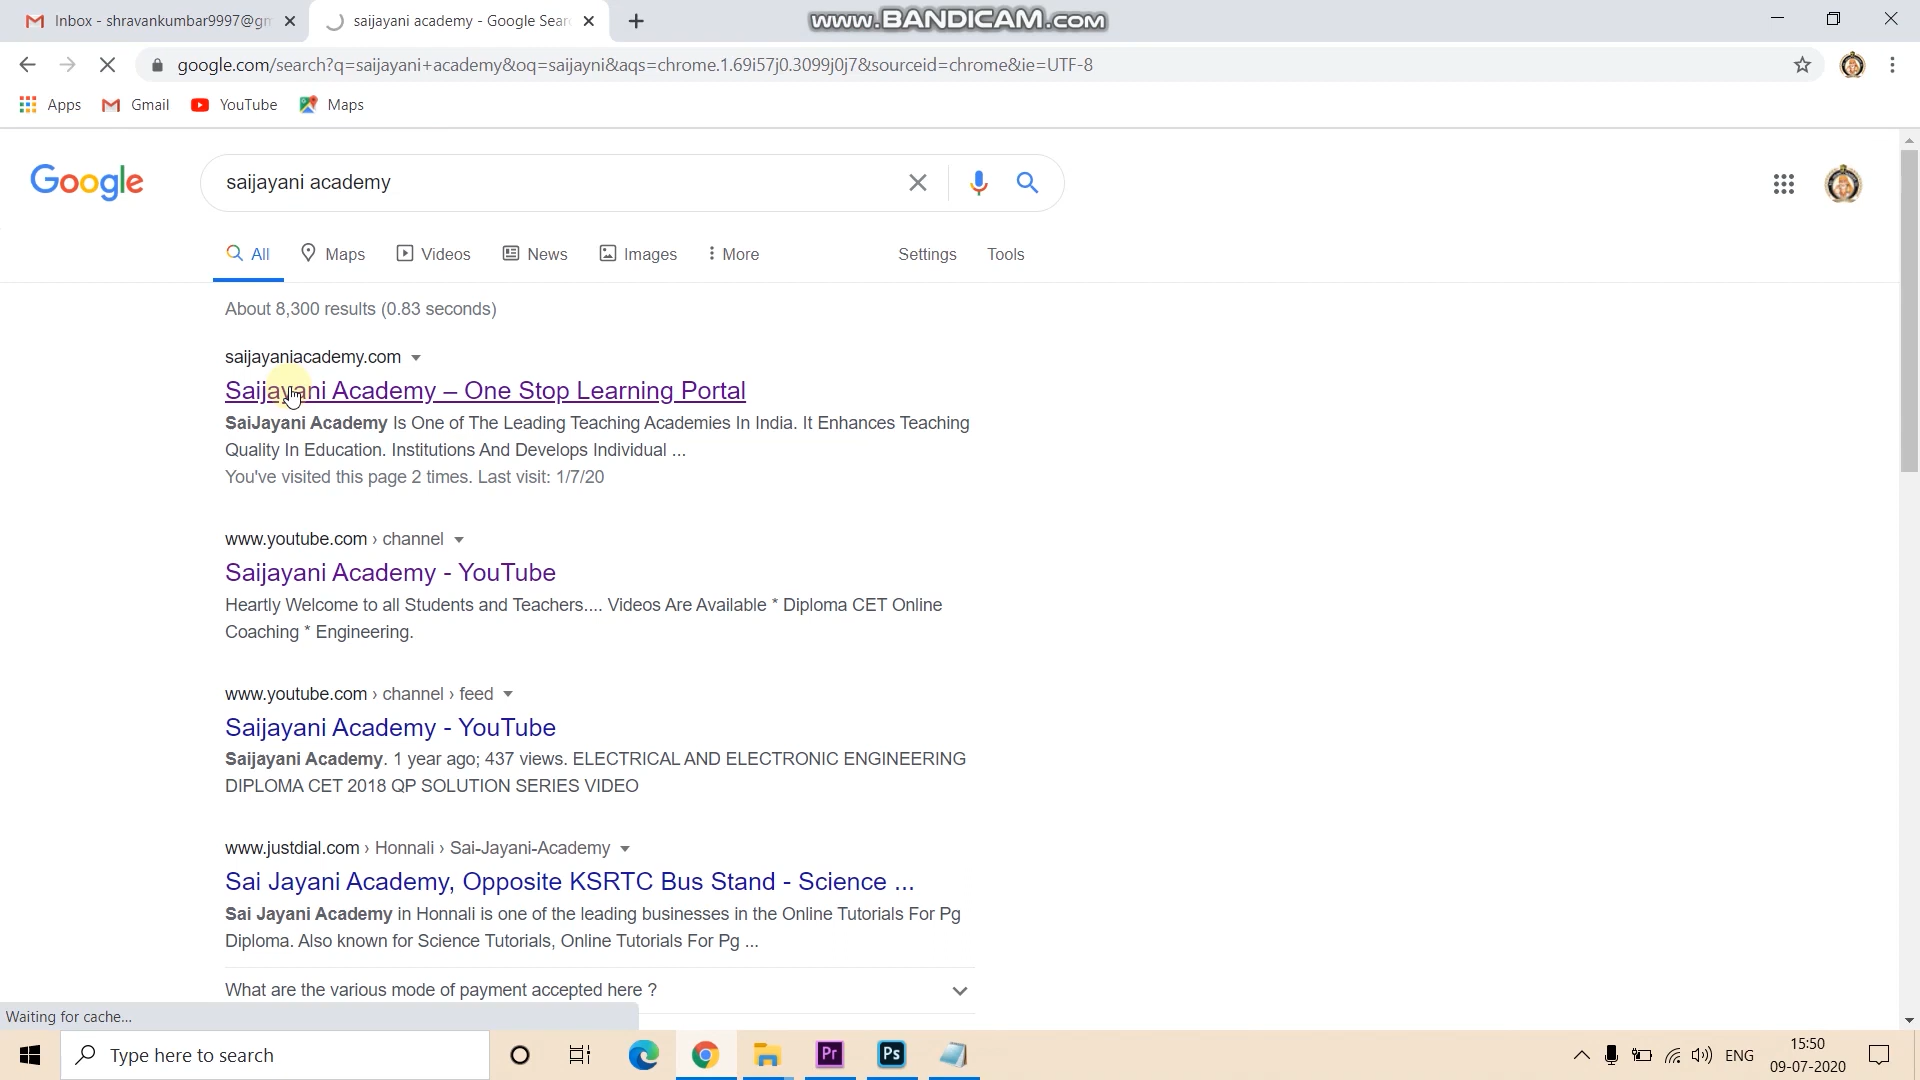 Inbox - shravankumbar9997@gm
saijayani academy - Google Sear
www.BANDICAM.com
google.com/search?q=saijayani+academy&oq=saijayni&aqs=chrome.1.69i57j0.3099j0j7&sourceid=chrome&ie=UTF-8
Apps
Gmail
YouTube
Maps
Google
saijayani academy
All
Maps
Videos
News
Images
More
Settings
Tools
About 8,300 results (0.83 seconds)
saijayaniacademy.com
Saijayani Academy – One Stop Learning Portal
SaiJayani Academy Is One of The Leading Teaching Academies In India. It Enhances Teaching
Quality In Education. Institutions And Develops Individual ...
You've visited this page 2 times. Last visit: 1/7/20
www.youtube.com › channel
Saijayani Academy - YouTube
Heartly Welcome to all Students and Teachers.... Videos Are Available * Diploma CET Online
Coaching * Engineering.
www.youtube.com › channel › feed
Saijayani Academy - YouTube
Saijayani Academy. 1 year ago; 437 views. ELECTRICAL AND ELECTRONIC ENGINEERING
DIPLOMA CET 2018 QP SOLUTION SERIES VIDEO
www.justdial.com › Honnali › Sai-Jayani-Academy
Sai Jayani Academy, Opposite KSRTC Bus Stand - Science ...
Sai Jayani Academy in Honnali is one of the leading businesses in the Online Tutorials For Pg
Diploma. Also known for Science Tutorials, Online Tutorials For Pg ...
What are the various mode of payment accepted here ?
Waiting for cache...
Type here to search
Pr
Ps
ENG
15:50
09-07-2020